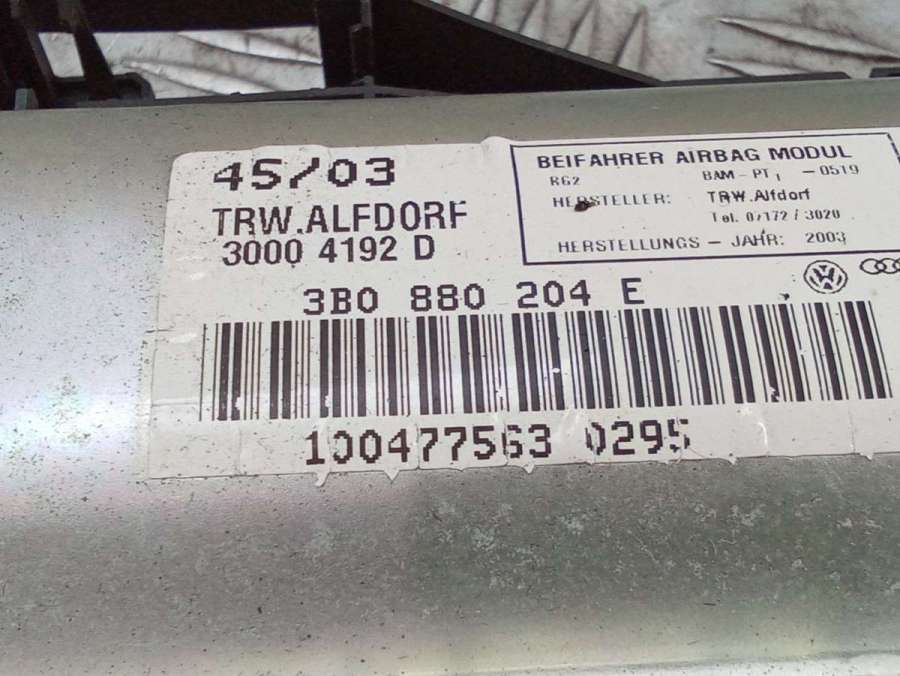 45/03
TRW.ALFDORF
3000 4192 D
BEIFAHRER AIRBAG MODUL
RG2 BAM-PT1 -0519
HERSTELLER: TRW.Alfdorf
Tel. 07172/3020
HERSTELLUNGS - JAHR: 2003
3B0 880 204 E
100477563 0295